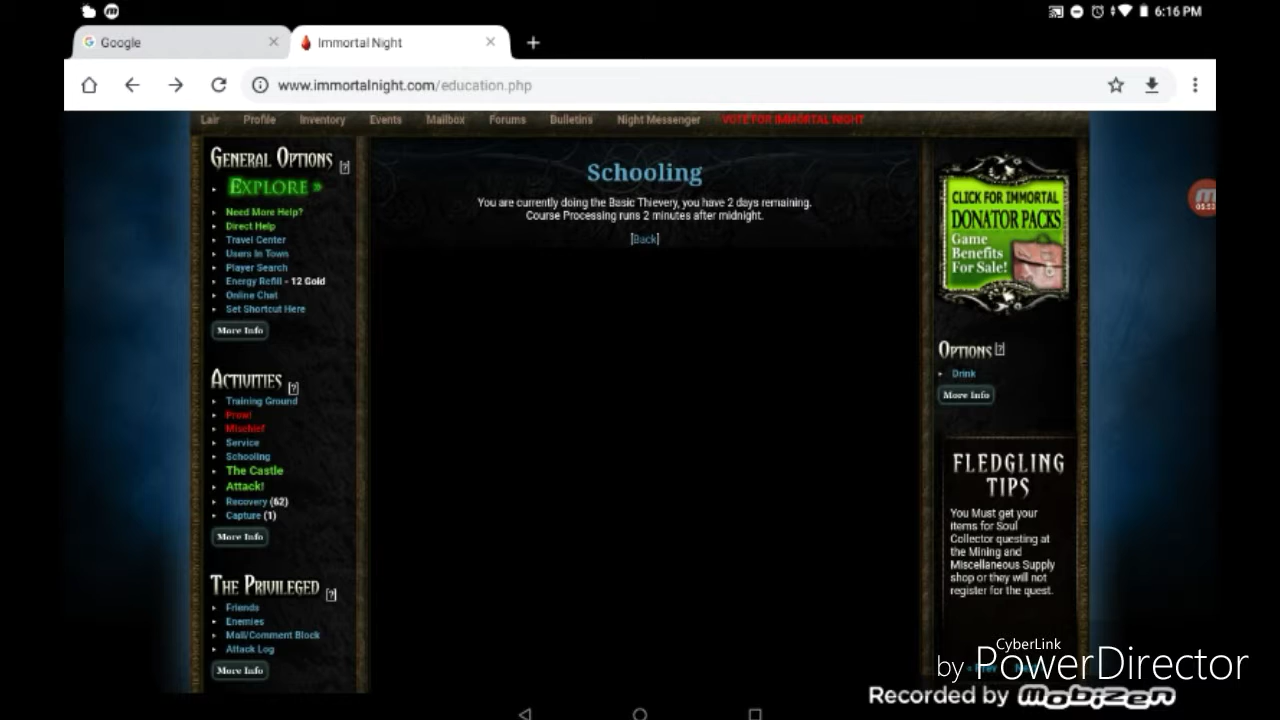 6:16 PM
Google
Immortal Night
www.immortalnight.com/education.php
Lair Profile Inventory Events Mailbox Forums Bulletins Night Messenger VOTE FOR IMMORTAL NIGHT
GENERAL OPTIONS [?]
EXPLORE »
Need More Help?
Direct Help
Travel Center
Users In Town
Player Search
Energy Refill - 12 Gold
Online Chat
Set Shortcut Here
More Info
ACTIVITIES [?]
Training Ground
Prowl
Mischief
Service
Schooling
The Castle
Attack!
Recovery (62)
Capture (1)
More Info
THE PRIVILEGED [?]
Friends
Enemies
Mail/Comment Block
Attack Log
More Info
Schooling
You are currently doing the Basic Thievery, you have 2 days remaining.
Course Processing runs 2 minutes after midnight.
[Back]
CLICK FOR IMMORTAL
DONATOR PACKS
Game
Benefits
For Sale!
OPTIONS [?]
Drink
More Info
FLEDGLING
TIPS
You Must get your
items for Soul
Collector questing at
the Mining and
Miscellaneous Supply
shop or they will not
register for the quest.
CyberLink
by PowerDirector
Recorded by mobizen